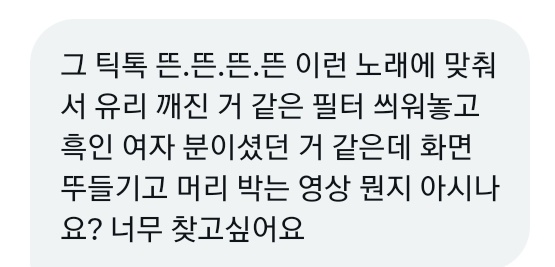 그 틱톡 뜬.뜬.뜬.뜬 이런 노래에 맞춰
서 유리 깨진 거 같은 필터 씌워놓고
흑인 여자 분이셨던 거 같은데 화면
뚜들기고 머리 박는 영상 뭔지 아시나
요? 너무 찾고싶어요